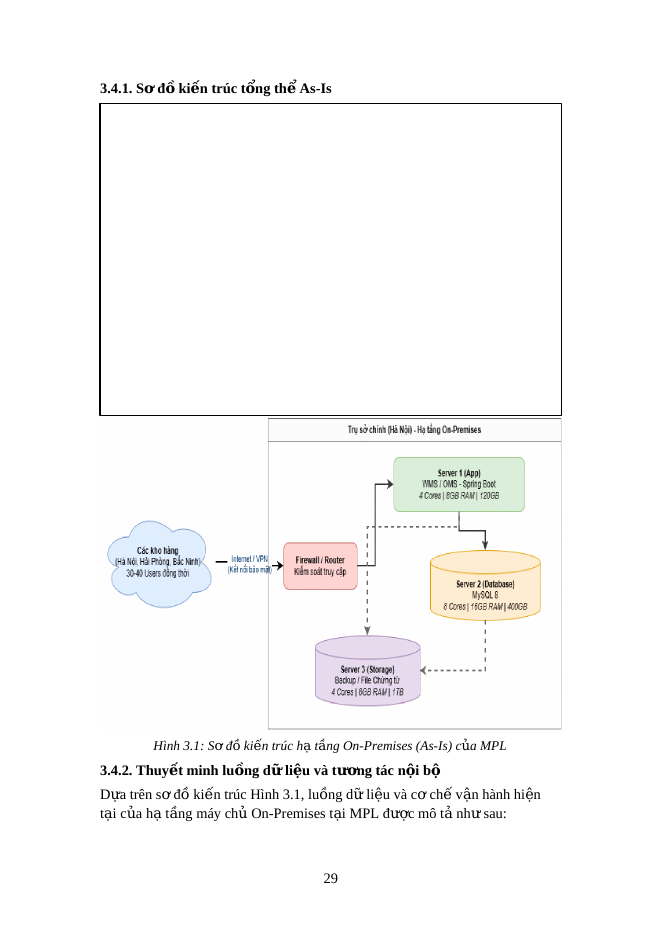 3.4.1. Sơ đồ kiến trúc tổng thể As-Is
Trụ sở chính (Hà Nội) - Hạ tầng On-Premises
Server 1 (App)
WMS / OMS - Spring Boot
4 Cores | 8GB RAM | 120GB
Các kho hàng
(Hà Nội, Hải Phòng, Bắc Ninh)
30-40 Users đồng thời
Internet / VPN
(Kết nối bảo mật)
Firewall / Router
Kiểm soát truy cập
Server 2 (Database)
MySQL 8
8 Cores | 16GB RAM | 400GB
Server 3 (Storage)
Backup / File Chứng từ
4 Cores | 8GB RAM | 1TB
Hình 3.1: Sơ đồ kiến trúc hạ tầng On-Premises (As-Is) của MPL
3.4.2. Thuyết minh luồng dữ liệu và tương tác nội bộ
Dựa trên sơ đồ kiến trúc Hình 3.1, luồng dữ liệu và cơ chế vận hành hiện
tại của hạ tầng máy chủ On-Premises tại MPL được mô tả như sau:
29